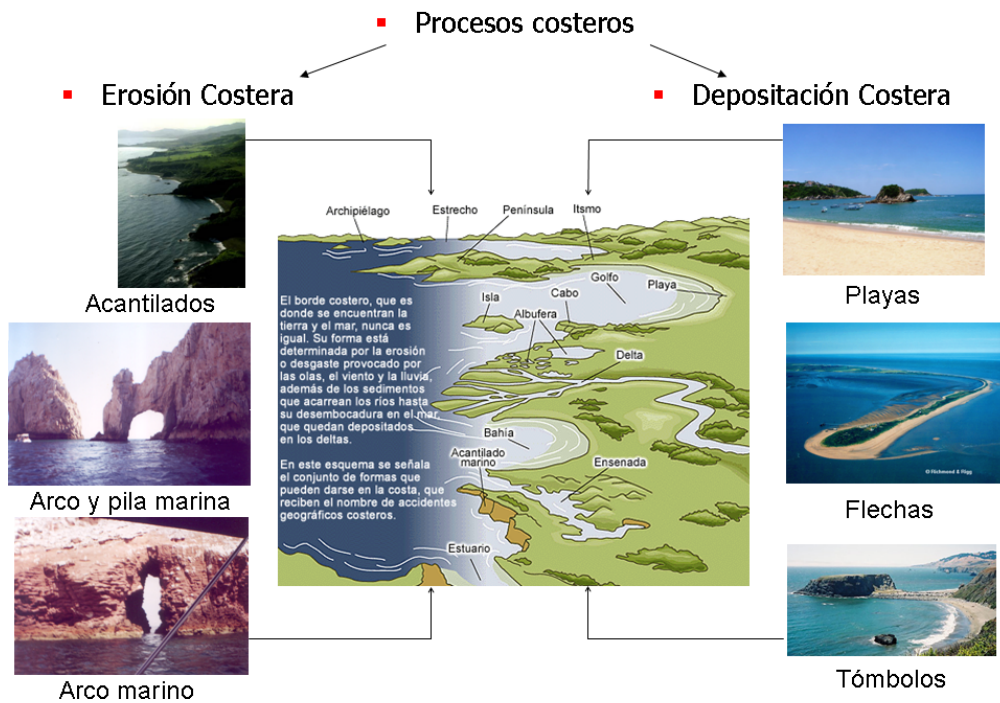 Procesos costeros
Erosión Costera
Depositación Costera
Acantilados
Arco y pila marina
Arco marino
Archipiélago
Estrecho
Península
Itsmo
Golfo
Playa
Isla
Cabo
Albufera
Delta
Bahía
Acantilado
marino
Ensenada
Estuario
El borde costero, que es
donde se encuentran la
tierra y el mar, nunca es
igual. Su forma está
determinada por la erosión
o desgaste provocado por
las olas, el viento y la lluvia,
además de los sedimentos
que acarrean los ríos hasta
su desembocadura en el mar,
que quedan depositados
en los deltas.
En este esquema se señala
el conjunto de formas que
pueden darse en la costa, que
reciben el nombre de accidentes
geográficos costeros.
Playas
Flechas
Tómbolos